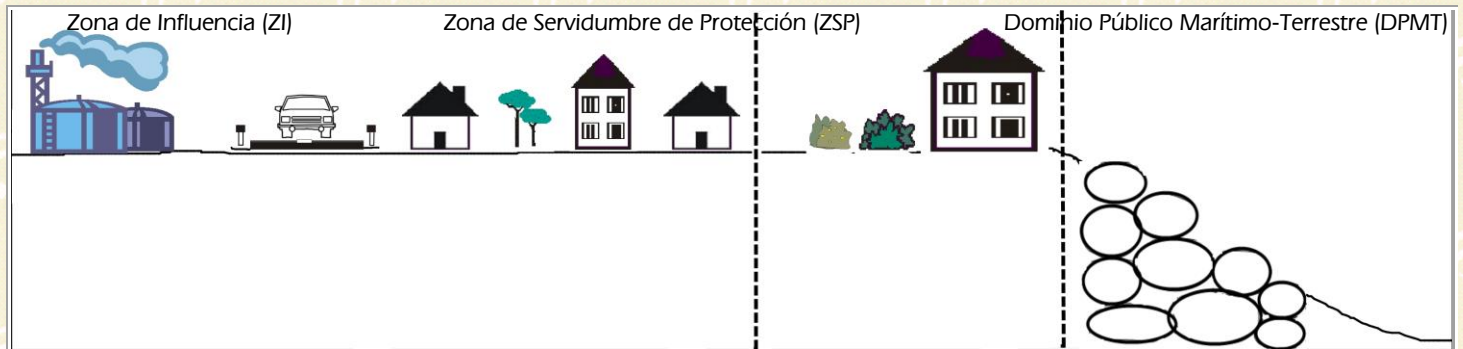 Zona de Influencia (ZI) Zona de Servidumbre de Protección (ZSP) Dominio Público Marítimo-Terrestre (DPMT)